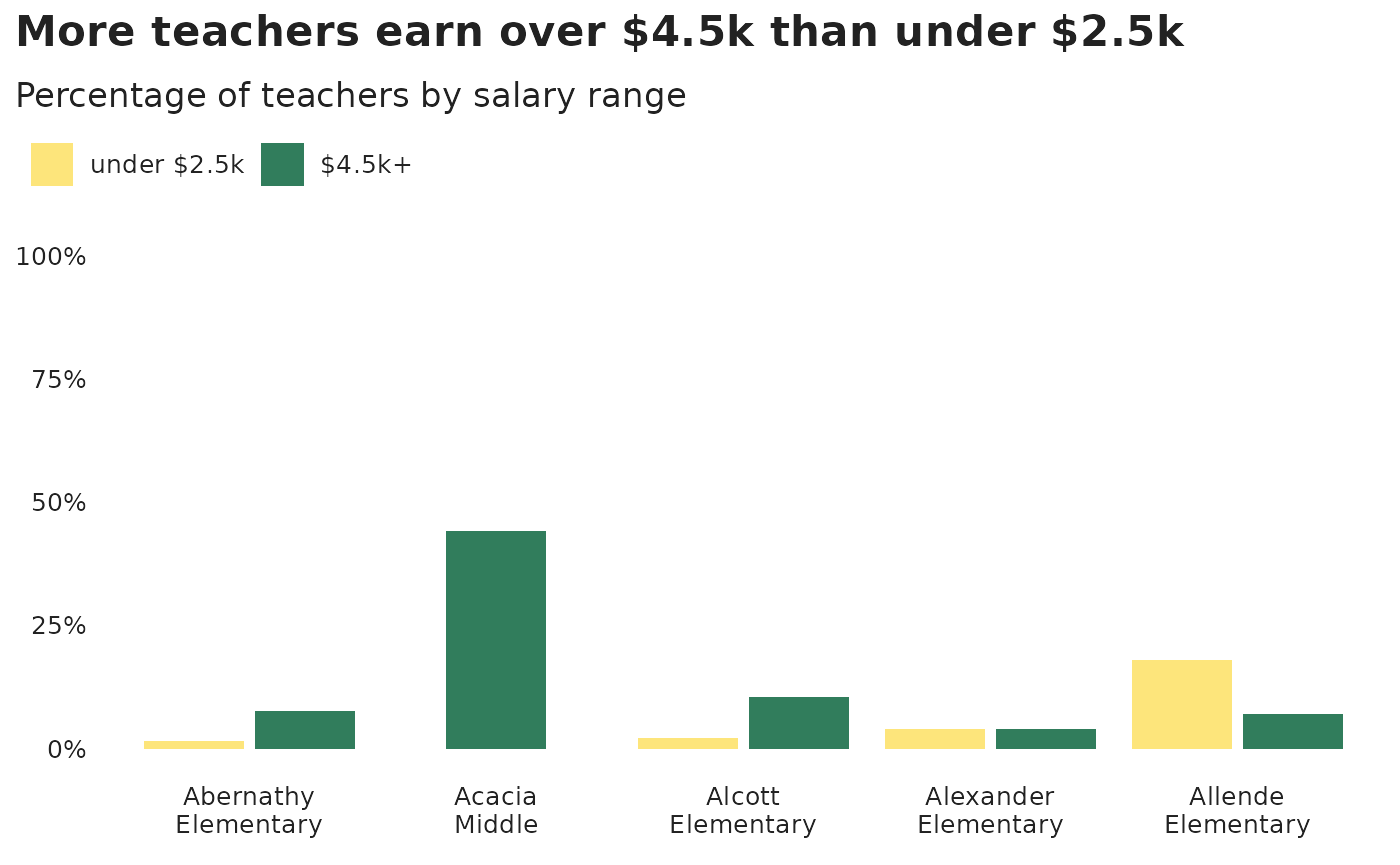 More teachers earn over $4.5k than under $2.5k
Percentage of teachers by salary range
under $2.5k $4.5k+
100%
75%
50%
25%
0%
Abernathy Elementary
Acacia Middle
Alcott Elementary
Alexander Elementary
Allende Elementary